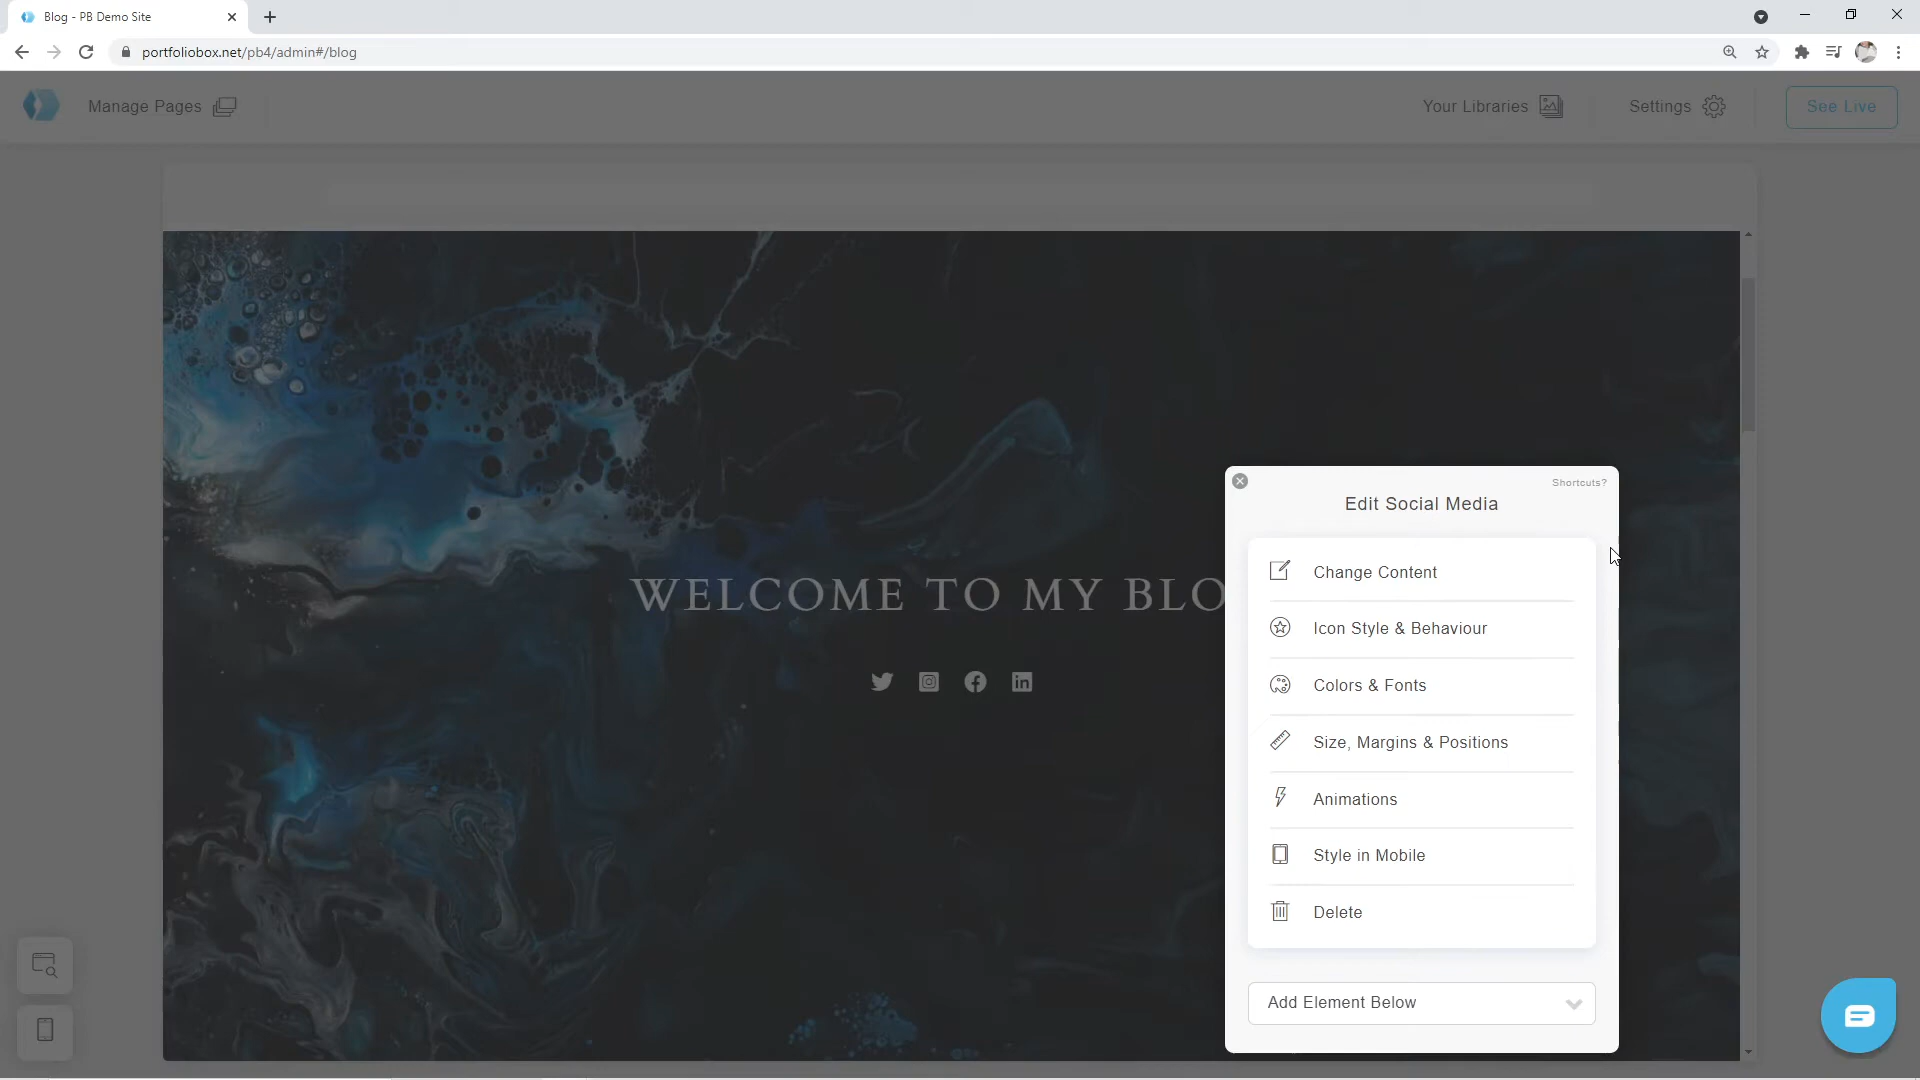 Blog - PB Demo Site
portfoliobox.net/pb4/admin#/blog
Manage Pages
Your Libraries
Settings
See Live
WELCOME TO MY BLO
Shortcuts?
Edit Social Media
Change Content
Icon Style & Behaviour
Colors & Fonts
Size, Margins & Positions
Animations
Style in Mobile
Delete
Add Element Below